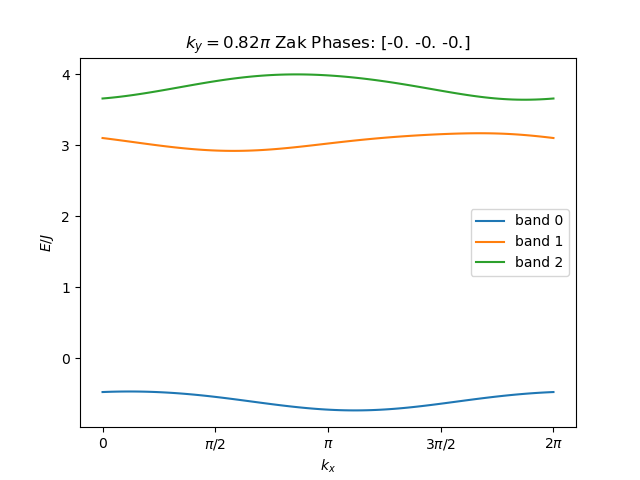 $k_y = 0.82\pi$ Zak Phases: [-0. -0. -0.]
4
3
2
1
0
E/J
band 0
band 1
band 2
0 π/2 π 3π/2 2π
$k_x$